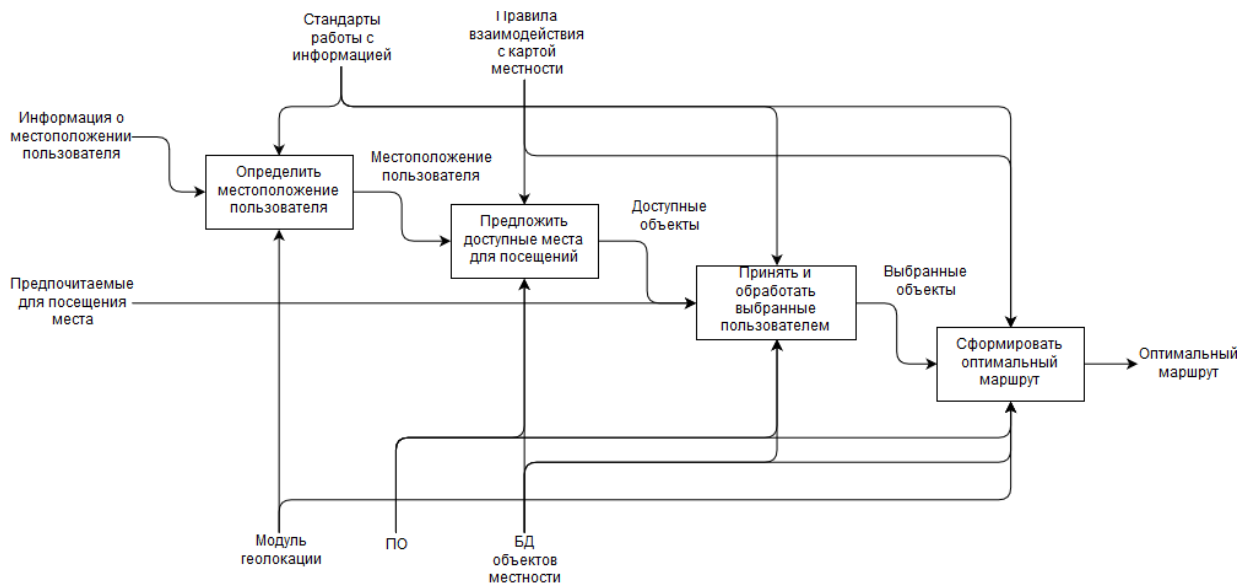 Стандарты
работы с
информацией
Правила
взаимодействия
с картой
местности
Информация о
местоположении
пользователя
Определить
местоположение
пользователя
Местоположение
пользователя
Предложить
доступные места
для посещений
Доступные
объекты
Предпочитаемые
для посещения
места
Принять и
обработать
выбранные
пользователем
Выбранные
объекты
Сформировать
оптимальный
маршрут
Оптимальный
маршрут
Модуль
геолокации
ПО
БД
объектов
местности